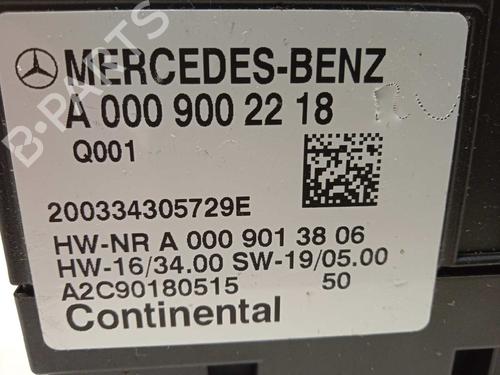 MERCEDES-BENZ
A 000 900 22 18
Q001
200334305729E
HW-NR A 000 901 38 06
HW-16/34.00 SW-19/05.00
A2C90180515 50
Continental
B-PARTS